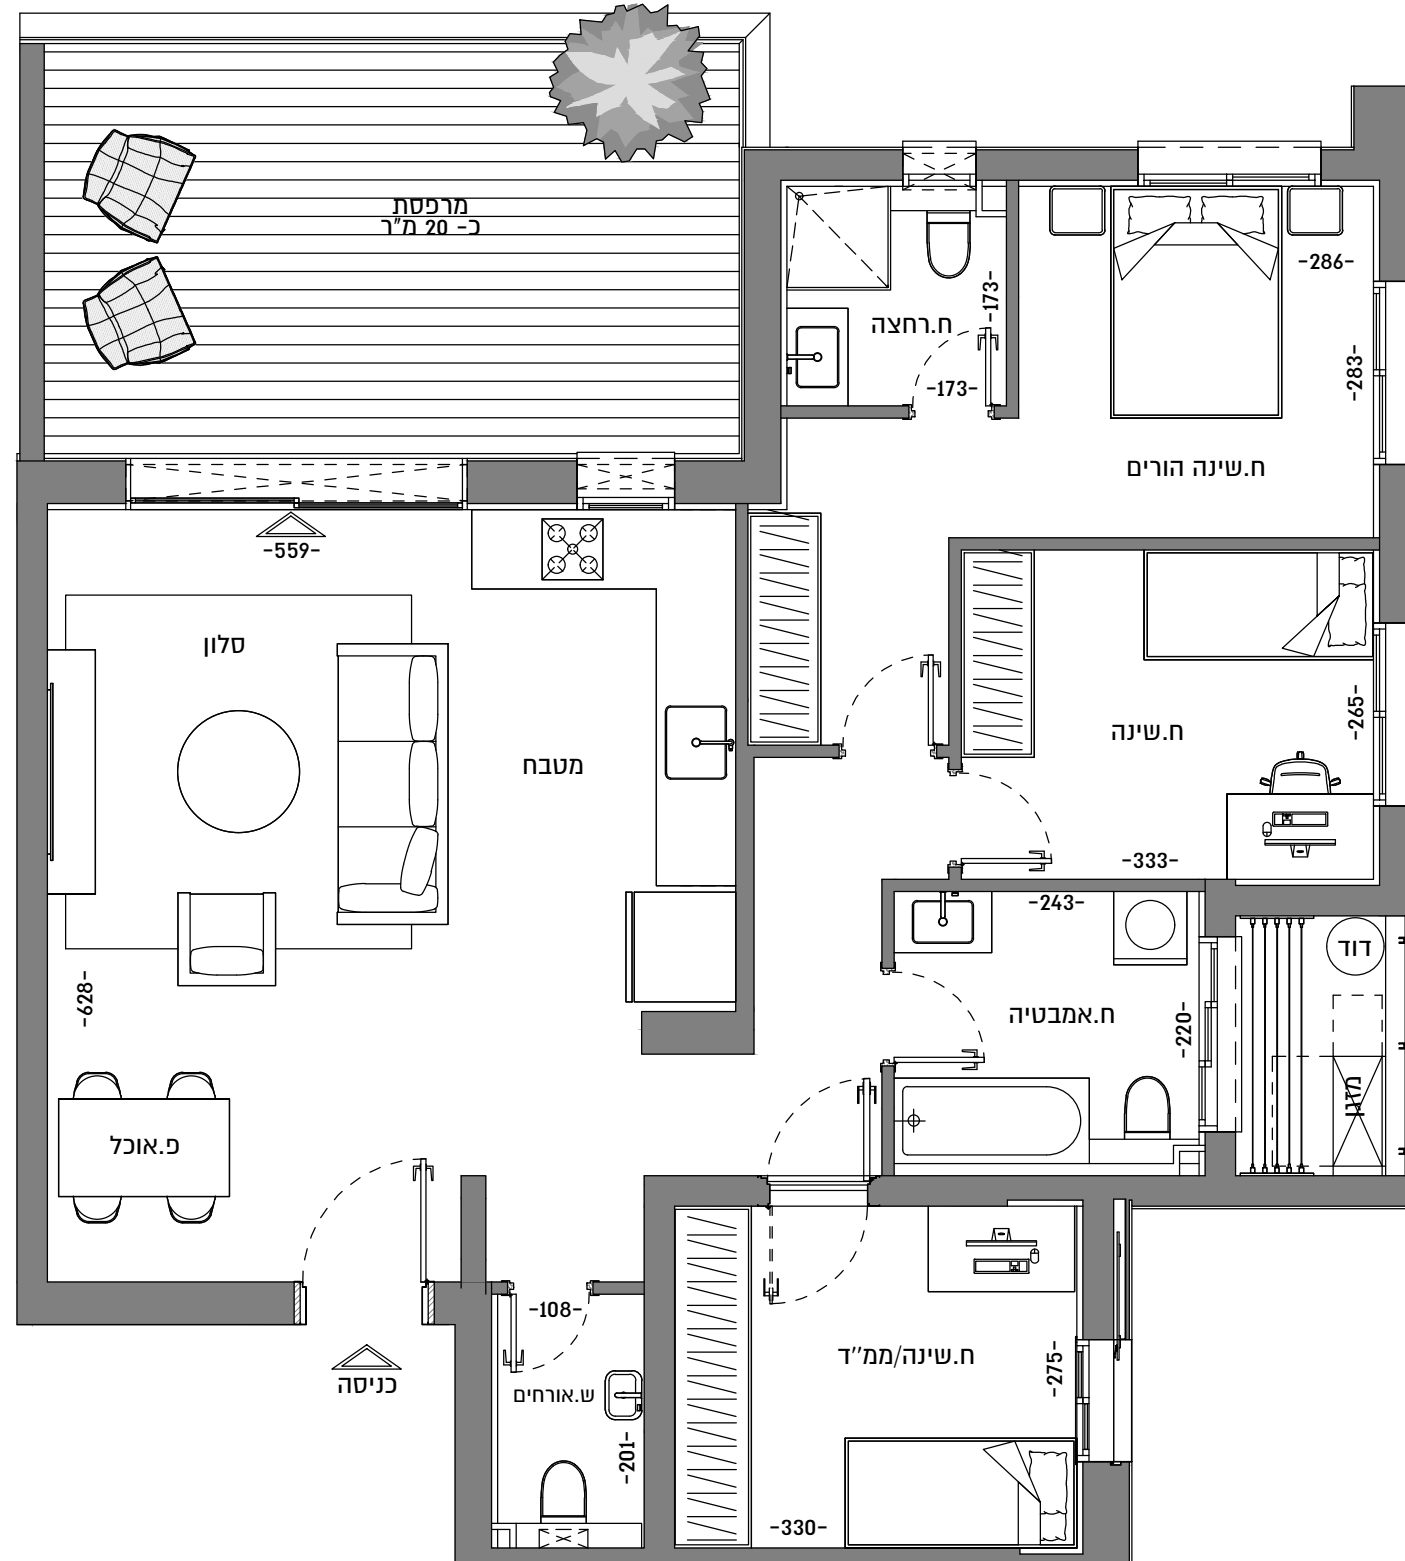 מרפסת
כ- 20 מ"ר
-286-
-173-
ח.רחצה
-283-
-173-
ח.שינה הורים
-559-
סלון
-265-
ח.שינה
מטבח
-333-
-243-
דוד
-628-
ח.אמבטיה
-220-
מזגן
פ.אוכל
-108-
ח.שינה/ממ''ד
-275-
כניסה
ש.אורחים
-201-
-330-